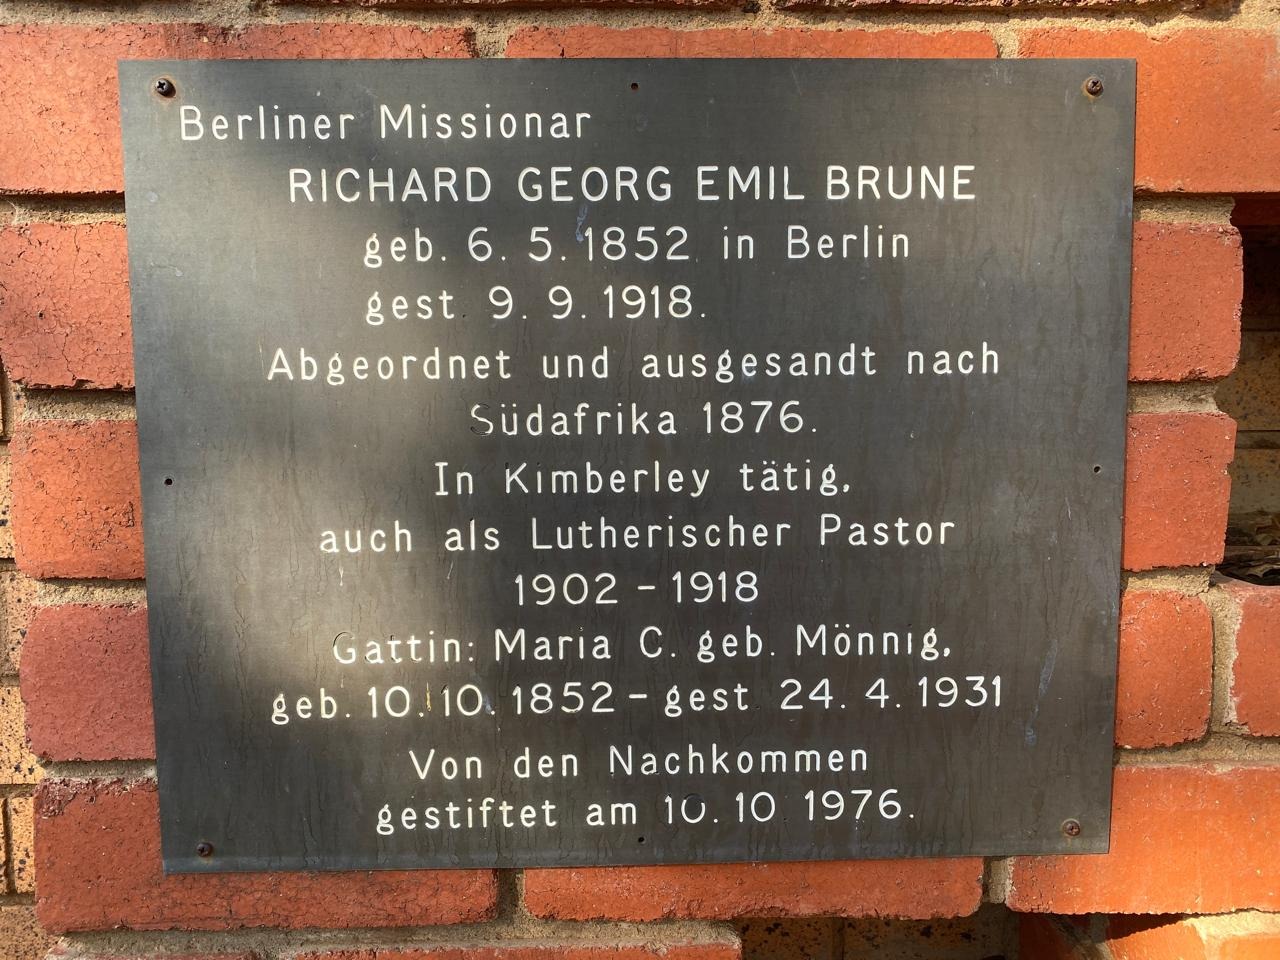 Berliner Missionar
RICHARD GEORG EMIL BRUNE
geb. 6. 5. 1852 in Berlin
gest. 9. 9. 1918.
Abgeordnet und ausgesandt nach
Südafrika 1876.
In Kimberley tätig,
auch als Lutherischer Pastor
1902 - 1918
Gattin: Maria C. geb. Mönnig,
geb. 10. 10. 1852 - gest 24. 4. 1931
Von den Nachkommen
gestiftet am 10. 10 1976.